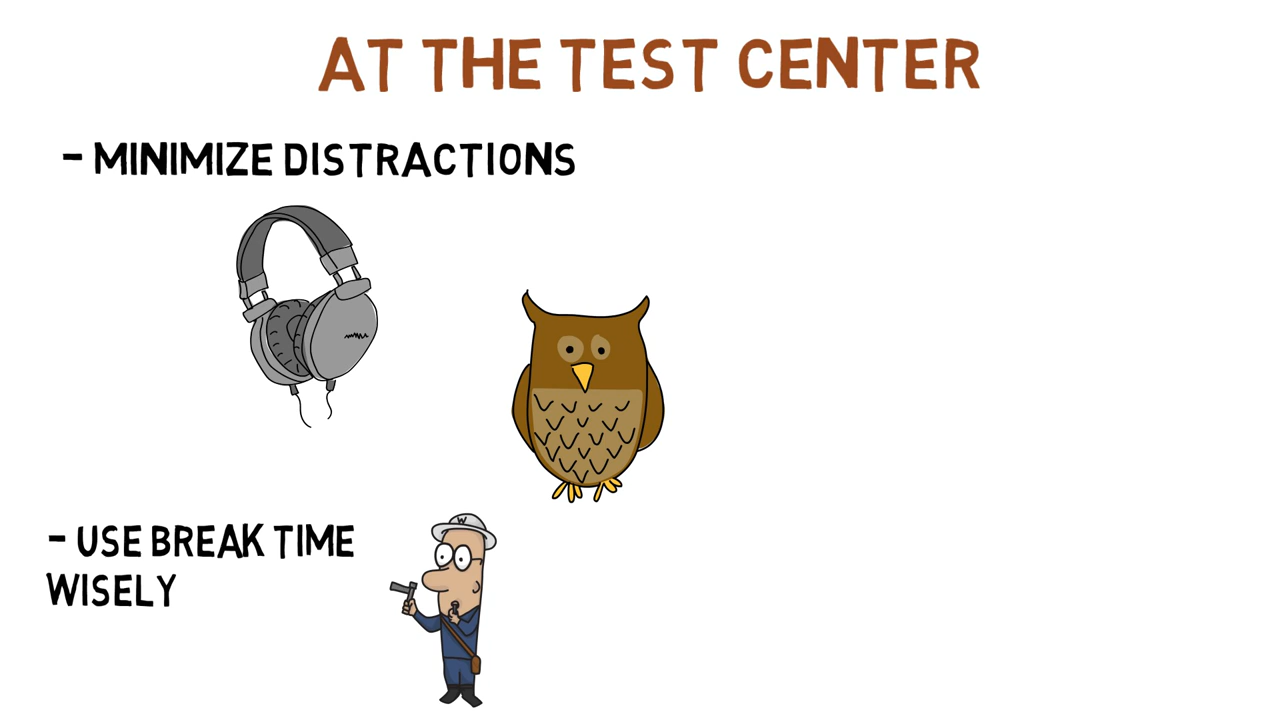 AT THE TEST CENTER
- MINIMIZE DISTRACTIONS
- USE BREAK TIME
WISELY
W